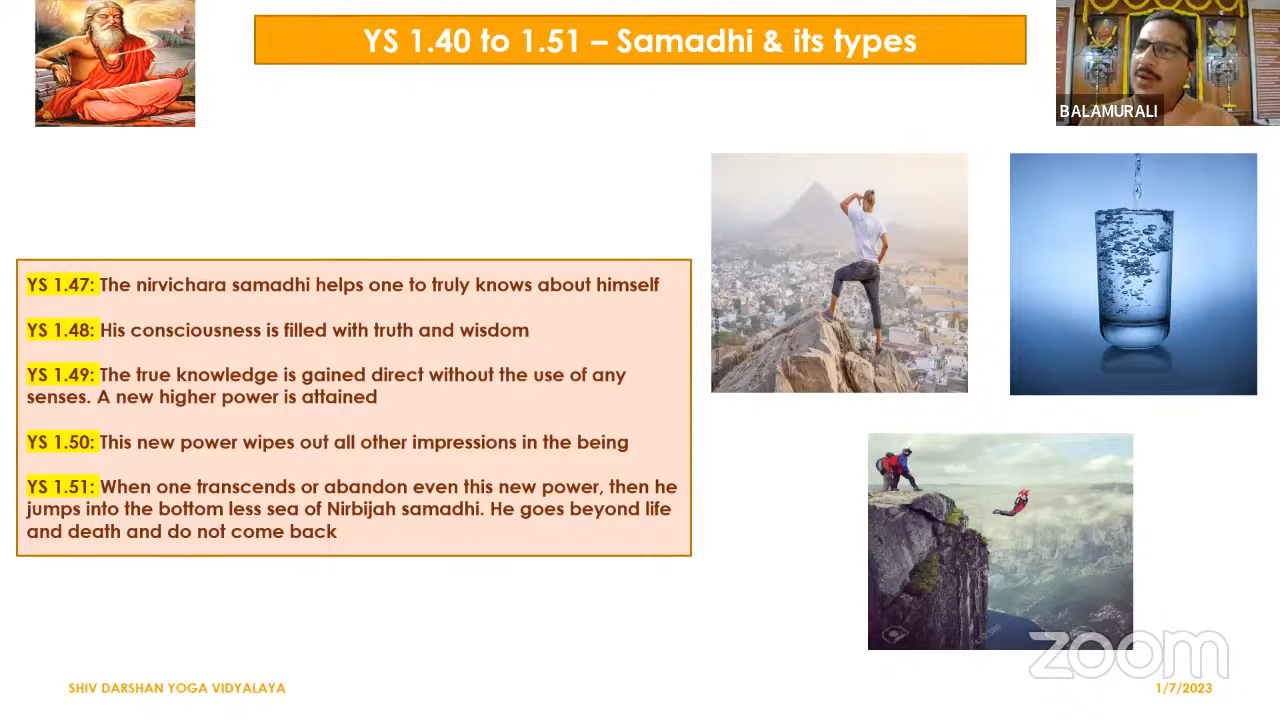 YS 1.40 to 1.51 – Samadhi & its types
BALAMURALI
YS 1.47: The nirvichara samadhi helps one to truly knows about himself
YS 1.48: His consciousness is filled with truth and wisdom
YS 1.49: The true knowledge is gained direct without the use of any
senses. A new higher power is attained
YS 1.50: This new power wipes out all other impressions in the being
YS 1.51: When one transcends or abandon even this new power, then he
jumps into the bottom less sea of Nirbijah samadhi. He goes beyond life
and death and do not come back
zoom
SHIV DARSHAN YOGA VIDYALAYA
1/7/2023